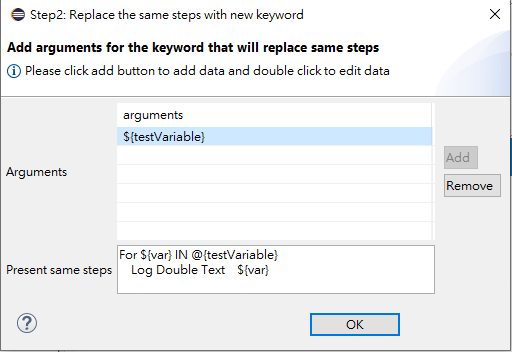 Step2: Replace the same steps with new keyword
Add arguments for the keyword that will replace same steps
Please click add button to add data and double click to edit data
arguments
${testVariable}
Add
Arguments
Remove
For ${var} IN @{testVariable}
Present same steps
Log Double Text ${var}
OK